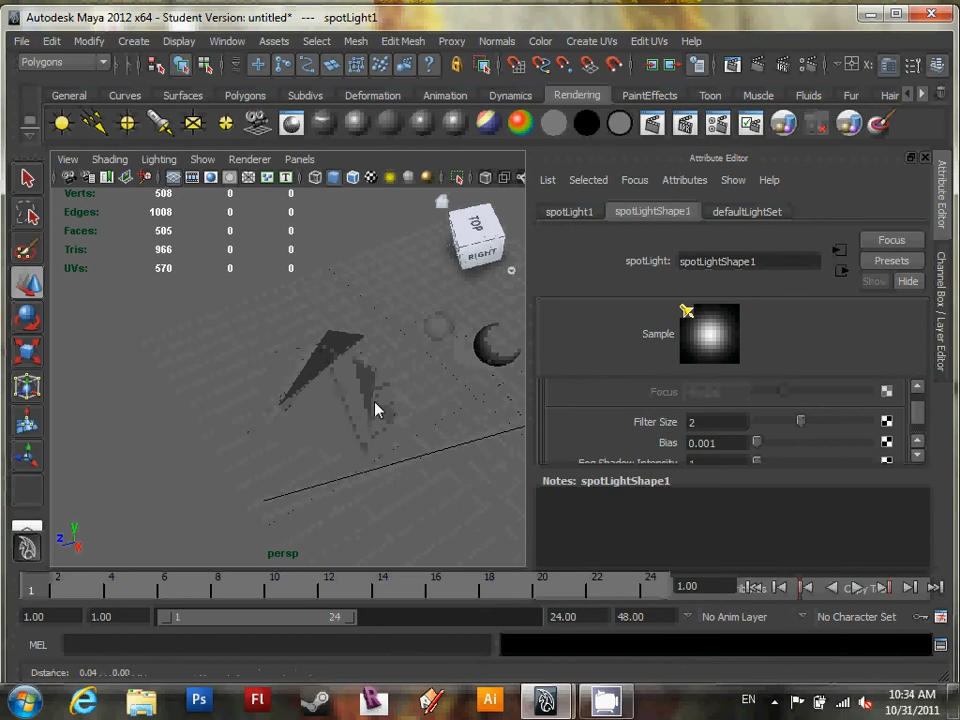 Autodesk Maya 2012 x64 - Student Version: untitled* --- spotLight1
File Edit Modify Create Display Window Assets Select Mesh Edit Mesh Proxy Normals Color Create UVs Edit UVs Help
Polygons X:
General Curves Surfaces Polygons Subdivs Deformation Animation Rendering PaintEffects Toon Muscle Fluids Fur Hair
View Shading Lighting Show Renderer Panels
Attribute Editor
List Selected Focus Attributes Show Help
spotLight1 spotLightShape1 defaultLightSet
Verts: 508 0 0
Edges: 1008 0 0
Faces: 505 0 0
Tris: 966 0 0
UVs: 570 0 0
TOP
RIGHT
Focus
spotLight: spotLightShape1
Presets
Show Hide
Sample
Focus
Filter Size 2
Bias 0.001
Fog Shadow Intensity 1
Notes: spotLightShape1
Attribute Editor
Channel Box / Layer Editor
y
z x
persp
1 2 4 6 8 10 12 14 16 18 20 22 24 1.00
1.00 1.00 1 24 24.00 48.00 No Anim Layer No Character Set
MEL
Distance: 0.04 0.00
Ps Fl R Ai
EN
10:34 AM
10/31/2011